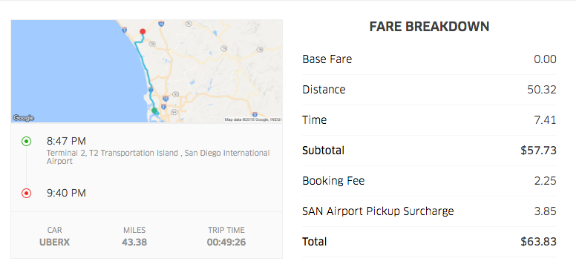 Google
Map data ©2015 Google, INEGI
8:47 PM
Terminal 2, T2 Transportation Island , San Diego International
Airport
9:40 PM
CAR
MILES
TRIP TIME
UBERX
43.38
00:49:26
FARE BREAKDOWN
Base Fare 0.00
Distance 50.32
Time 7.41
Subtotal $57.73
Booking Fee 2.25
SAN Airport Pickup Surcharge 3.85
Total $63.83